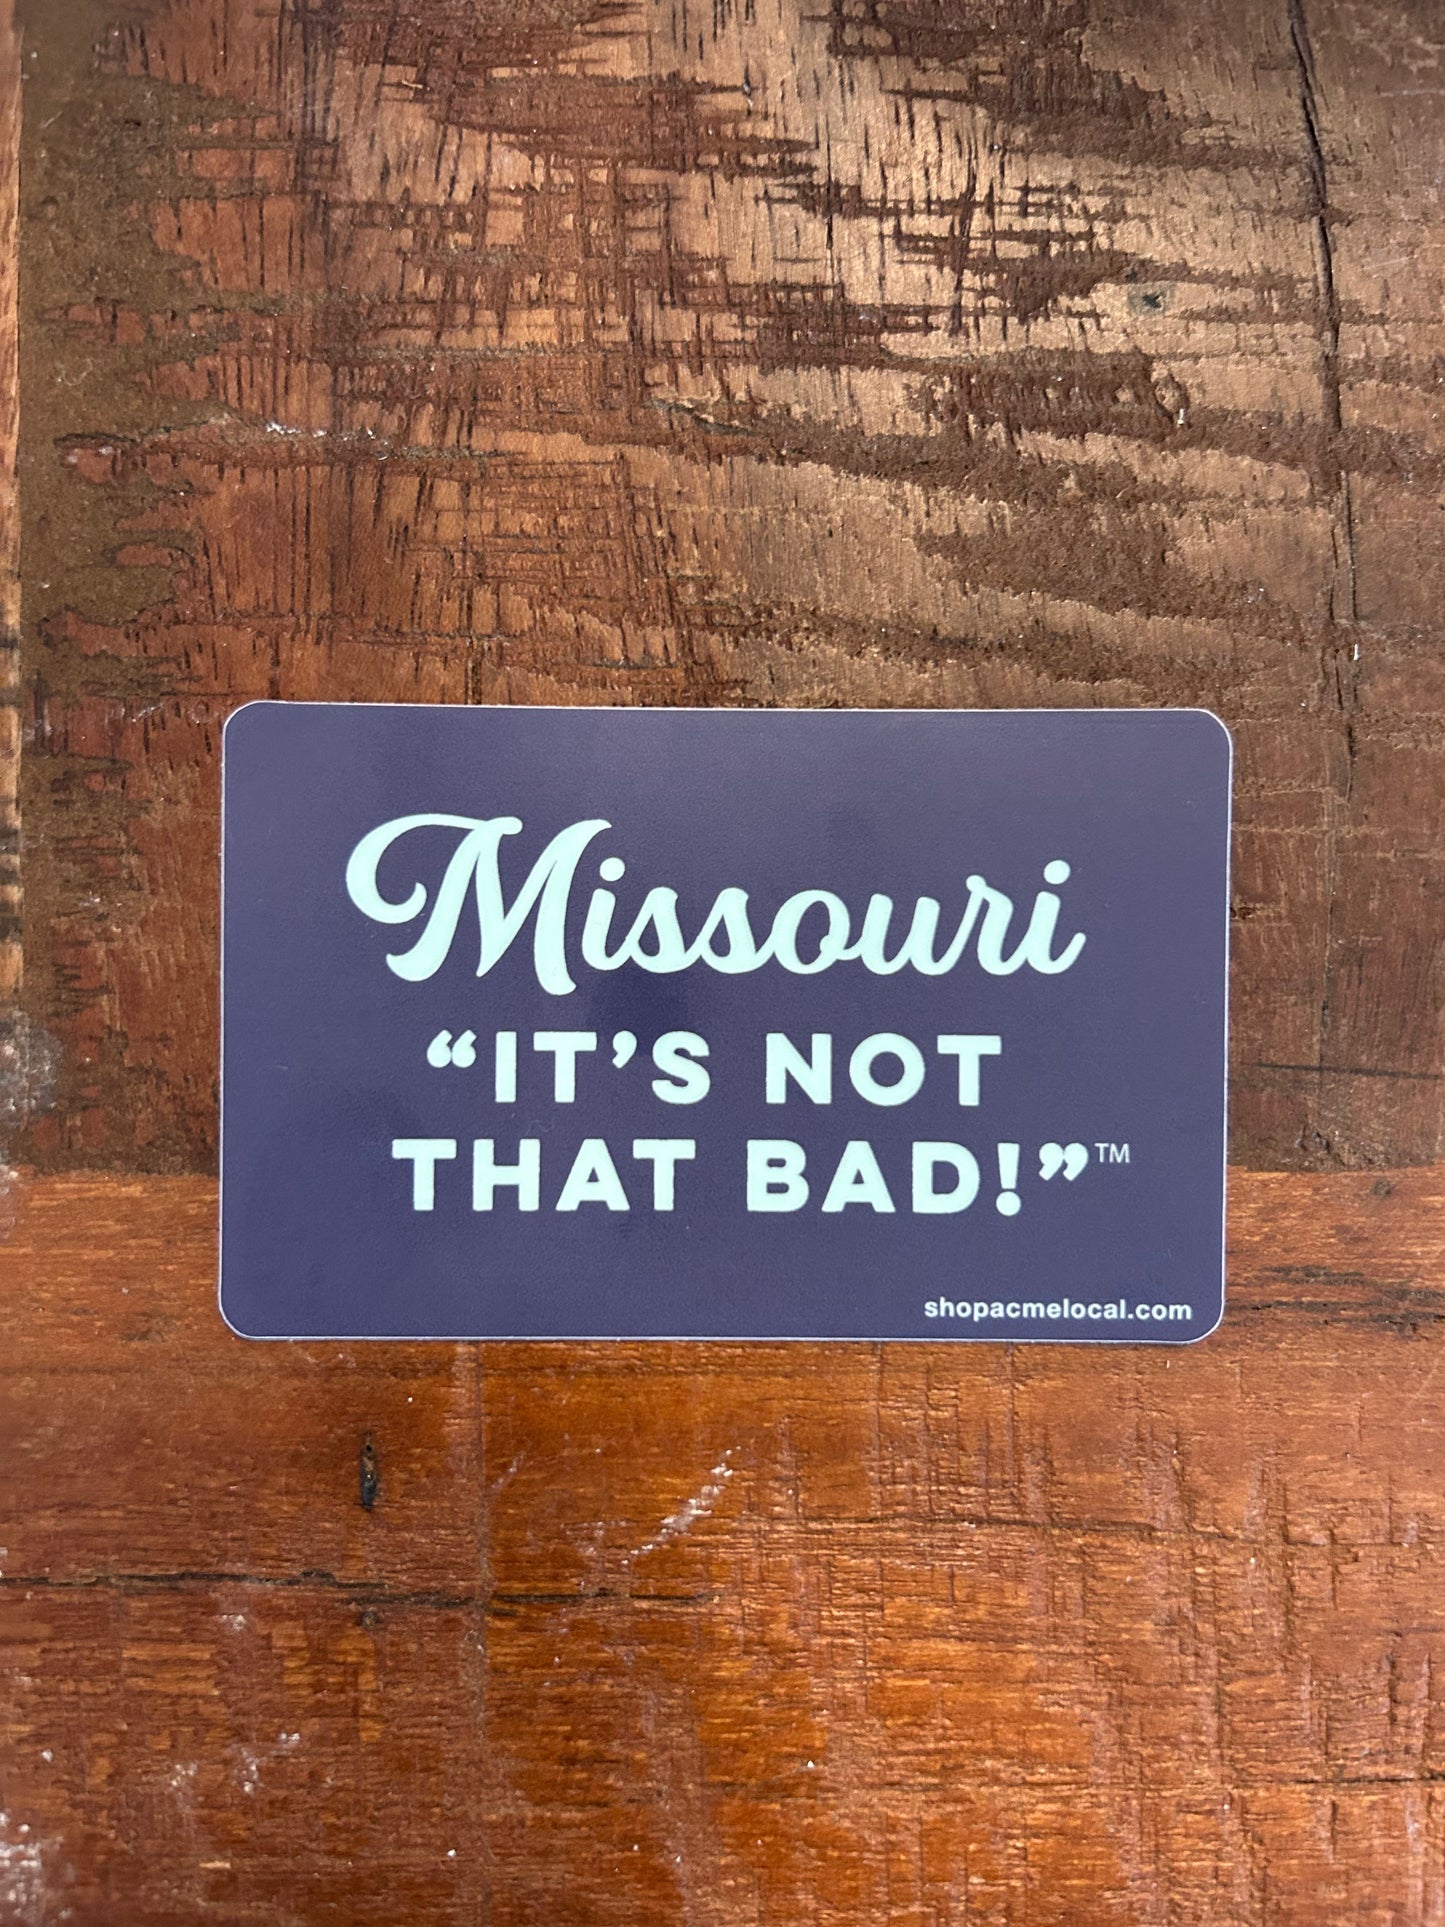 Missouri
“IT’S NOT
THAT BAD!”™
shopacmelocal.com